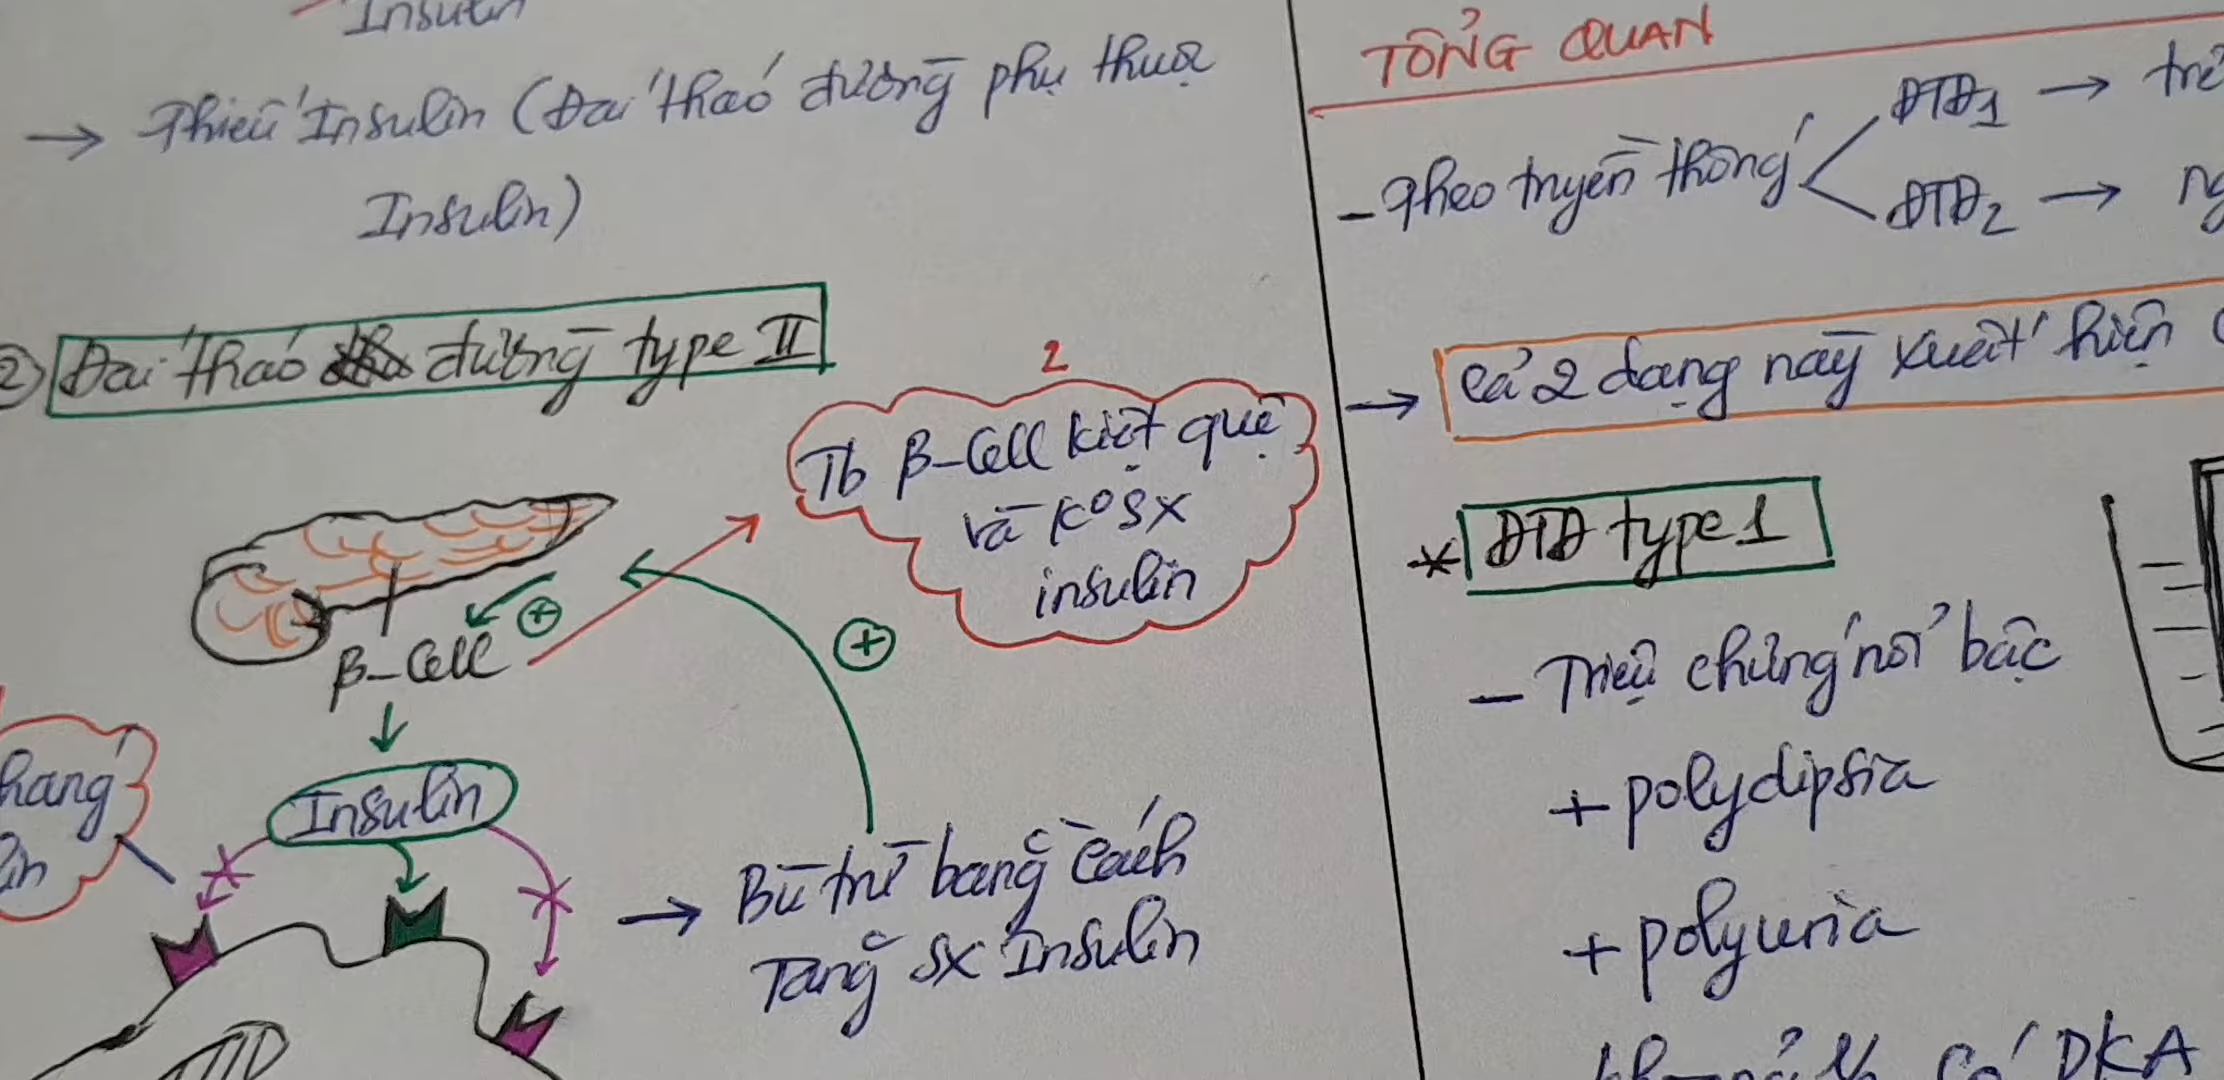 Insulin
→ Thiếu Insulin (Đái tháo đường phụ thuộc
Insulin)
② Đái tháo đường type II
2
Tb β-Cell kiệt quệ
và k° sx
insulin
⊕
⊕
β-Cell
Insulin
→ Bù trừ bằng cách
Tăng sx Insulin
TỔNG QUAN
- Theo truyền thống
ĐTĐ1 →
ĐTĐ2 →
→ Cả 2 dạng này xuất hiện
* ĐTĐ type 1
- Triệu chứng nổi bậc
+ polydipsia
+ polyuria
có DKA